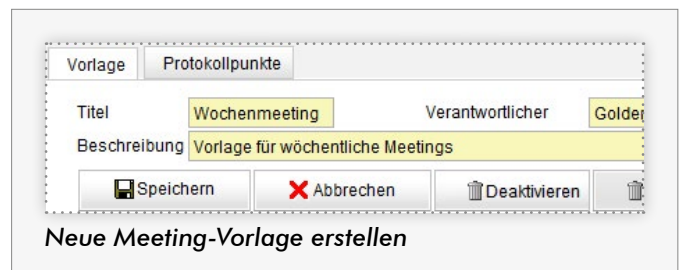 Vorlage Protokollpunkte
Titel Wochenmeeting Verantwortlicher
Beschreibung Vorlage für wöchentliche Meetings
Speichern Abbrechen Deaktivieren
Neue Meeting-Vorlage erstellen